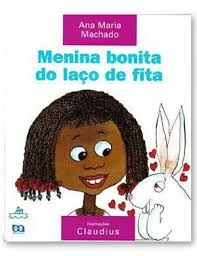 Ana Maria
Machado
Menina bonita
do laço de fita
Ilustrações
Claudius